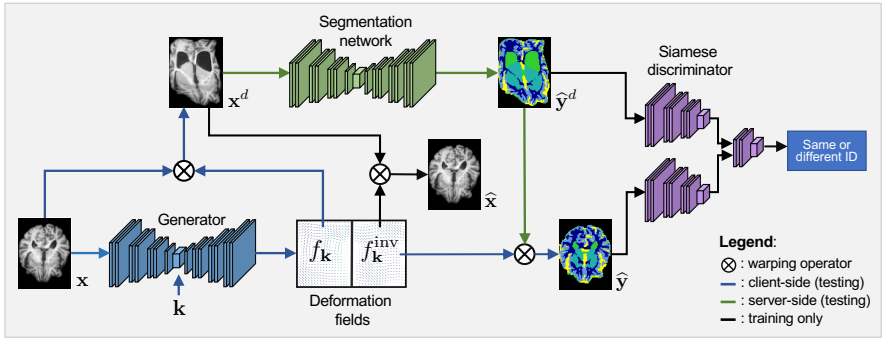 Segmentation
network
Siamese
discriminator
x^d
ŷ^d
Same or
different ID
x̂
Generator
x
f_k
f_k^inv
k
Deformation
fields
ŷ
Legend:
⊗ : warping operator
: client-side (testing)
: server-side (testing)
: training only